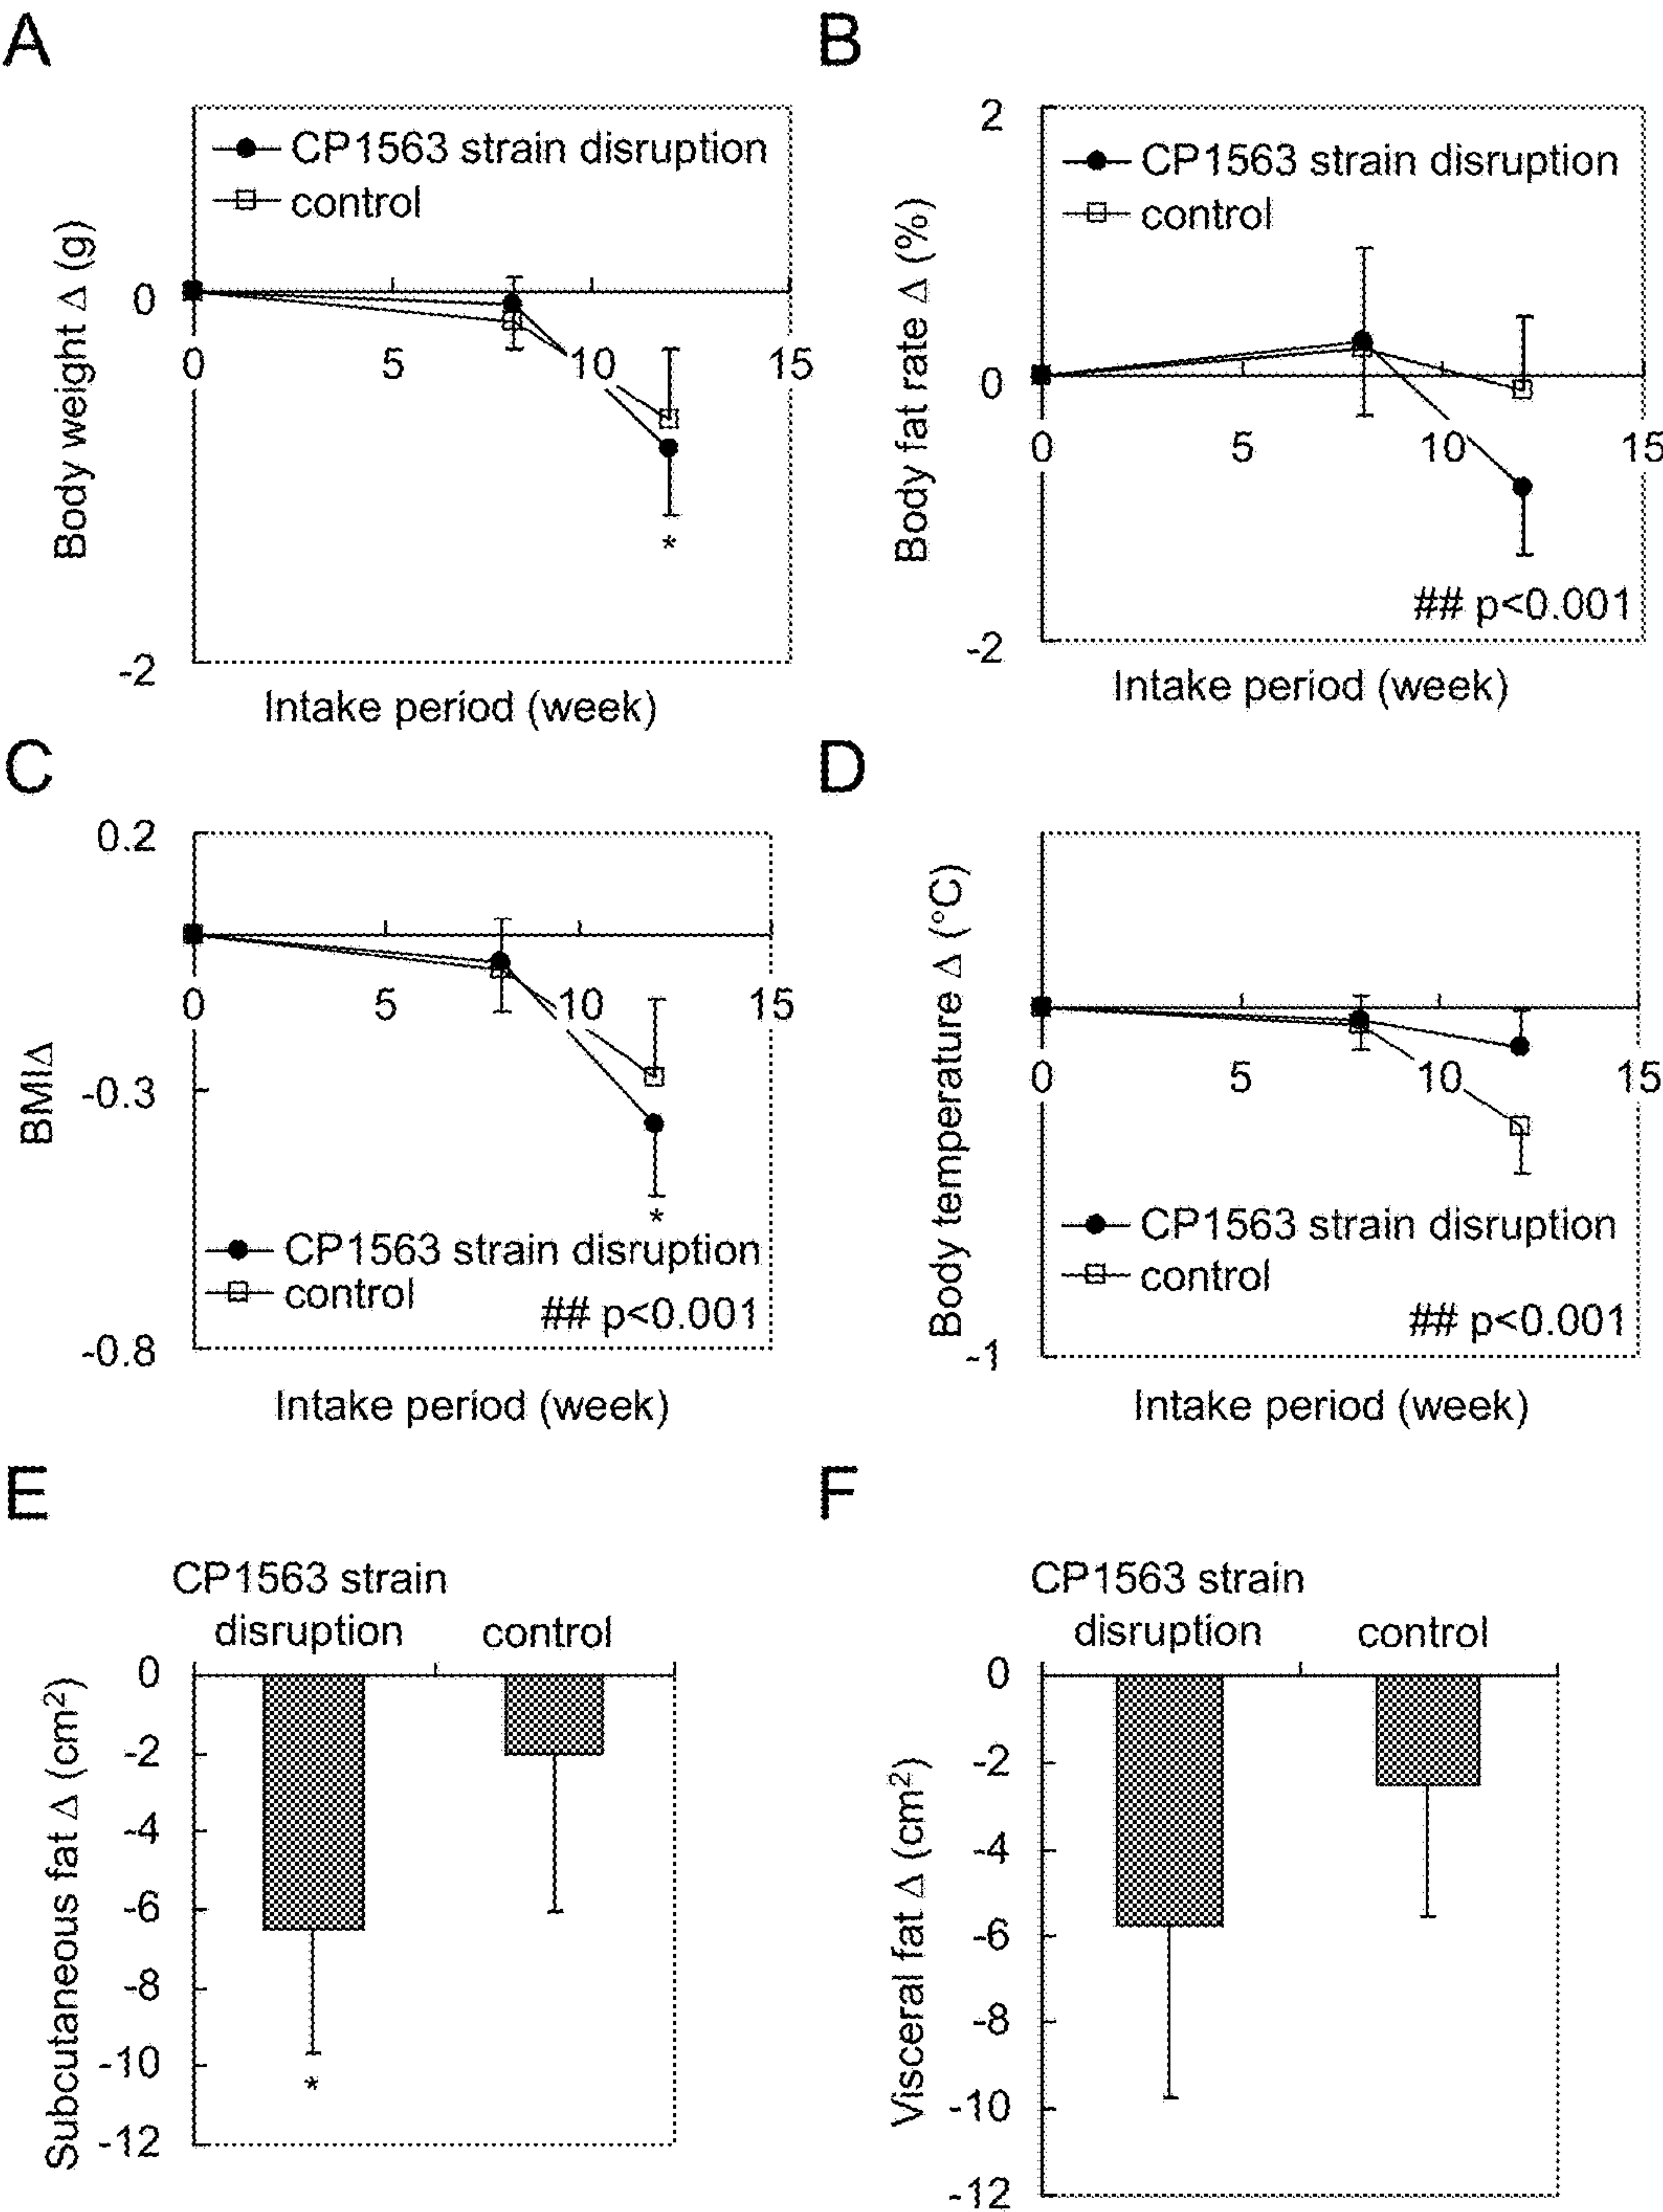 A
CP1563 strain disruption
control
Body weight Δ (g)
0
0 5 10 15
-2
Intake period (week)
B
2
CP1563 strain disruption
control
Body fat rate Δ (%)
0
0 5 10 15
## p<0.001
-2
Intake period (week)
C
0.2
0 5 10 15
BMIΔ
-0.3
*
CP1563 strain disruption
control
## p<0.001
-0.8
Intake period (week)
D
Body temperature Δ (°C)
0 5 10 15
CP1563 strain disruption
control
## p<0.001
-1
Intake period (week)
E
CP1563 strain
disruption control
Subcutaneous fat Δ (cm²)
0
-2
-4
-6
-8
-10
*
-12
F
CP1563 strain
disruption control
Visceral fat Δ (cm²)
0
-2
-4
-6
-8
-10
-12